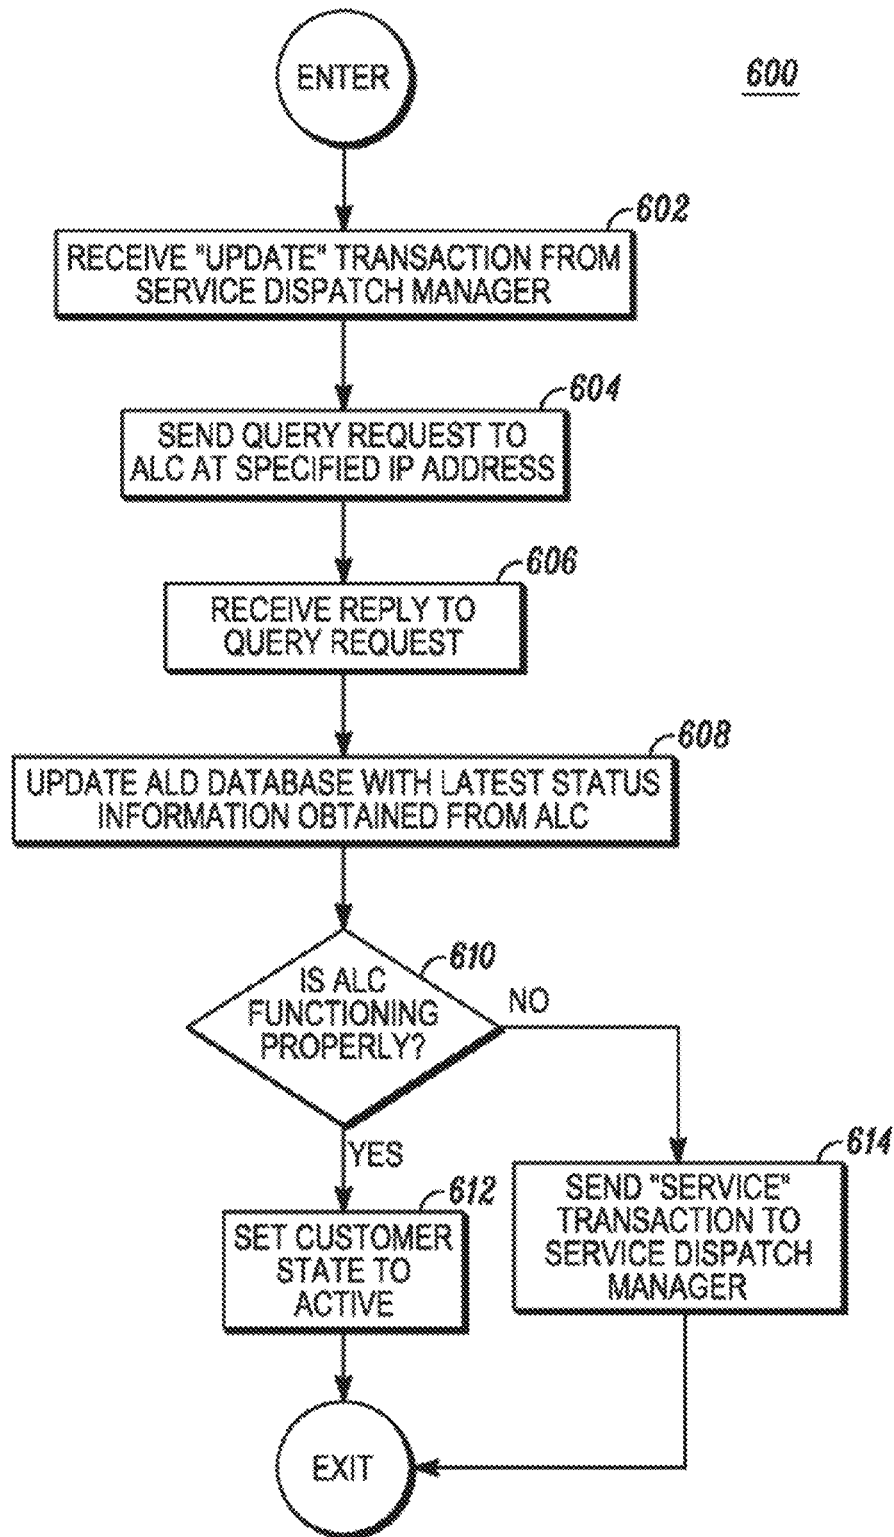 ENTER
600
602
RECEIVE "UPDATE" TRANSACTION FROM
SERVICE DISPATCH MANAGER
604
SEND QUERY REQUEST TO
ALC AT SPECIFIED IP ADDRESS
606
RECEIVE REPLY TO
QUERY REQUEST
608
UPDATE ALD DATABASE WITH LATEST STATUS
INFORMATION OBTAINED FROM ALC
610
IS ALC
FUNCTIONING
PROPERLY?
NO
YES
612
SET CUSTOMER
STATE TO
ACTIVE
614
SEND "SERVICE"
TRANSACTION TO
SERVICE DISPATCH
MANAGER
EXIT